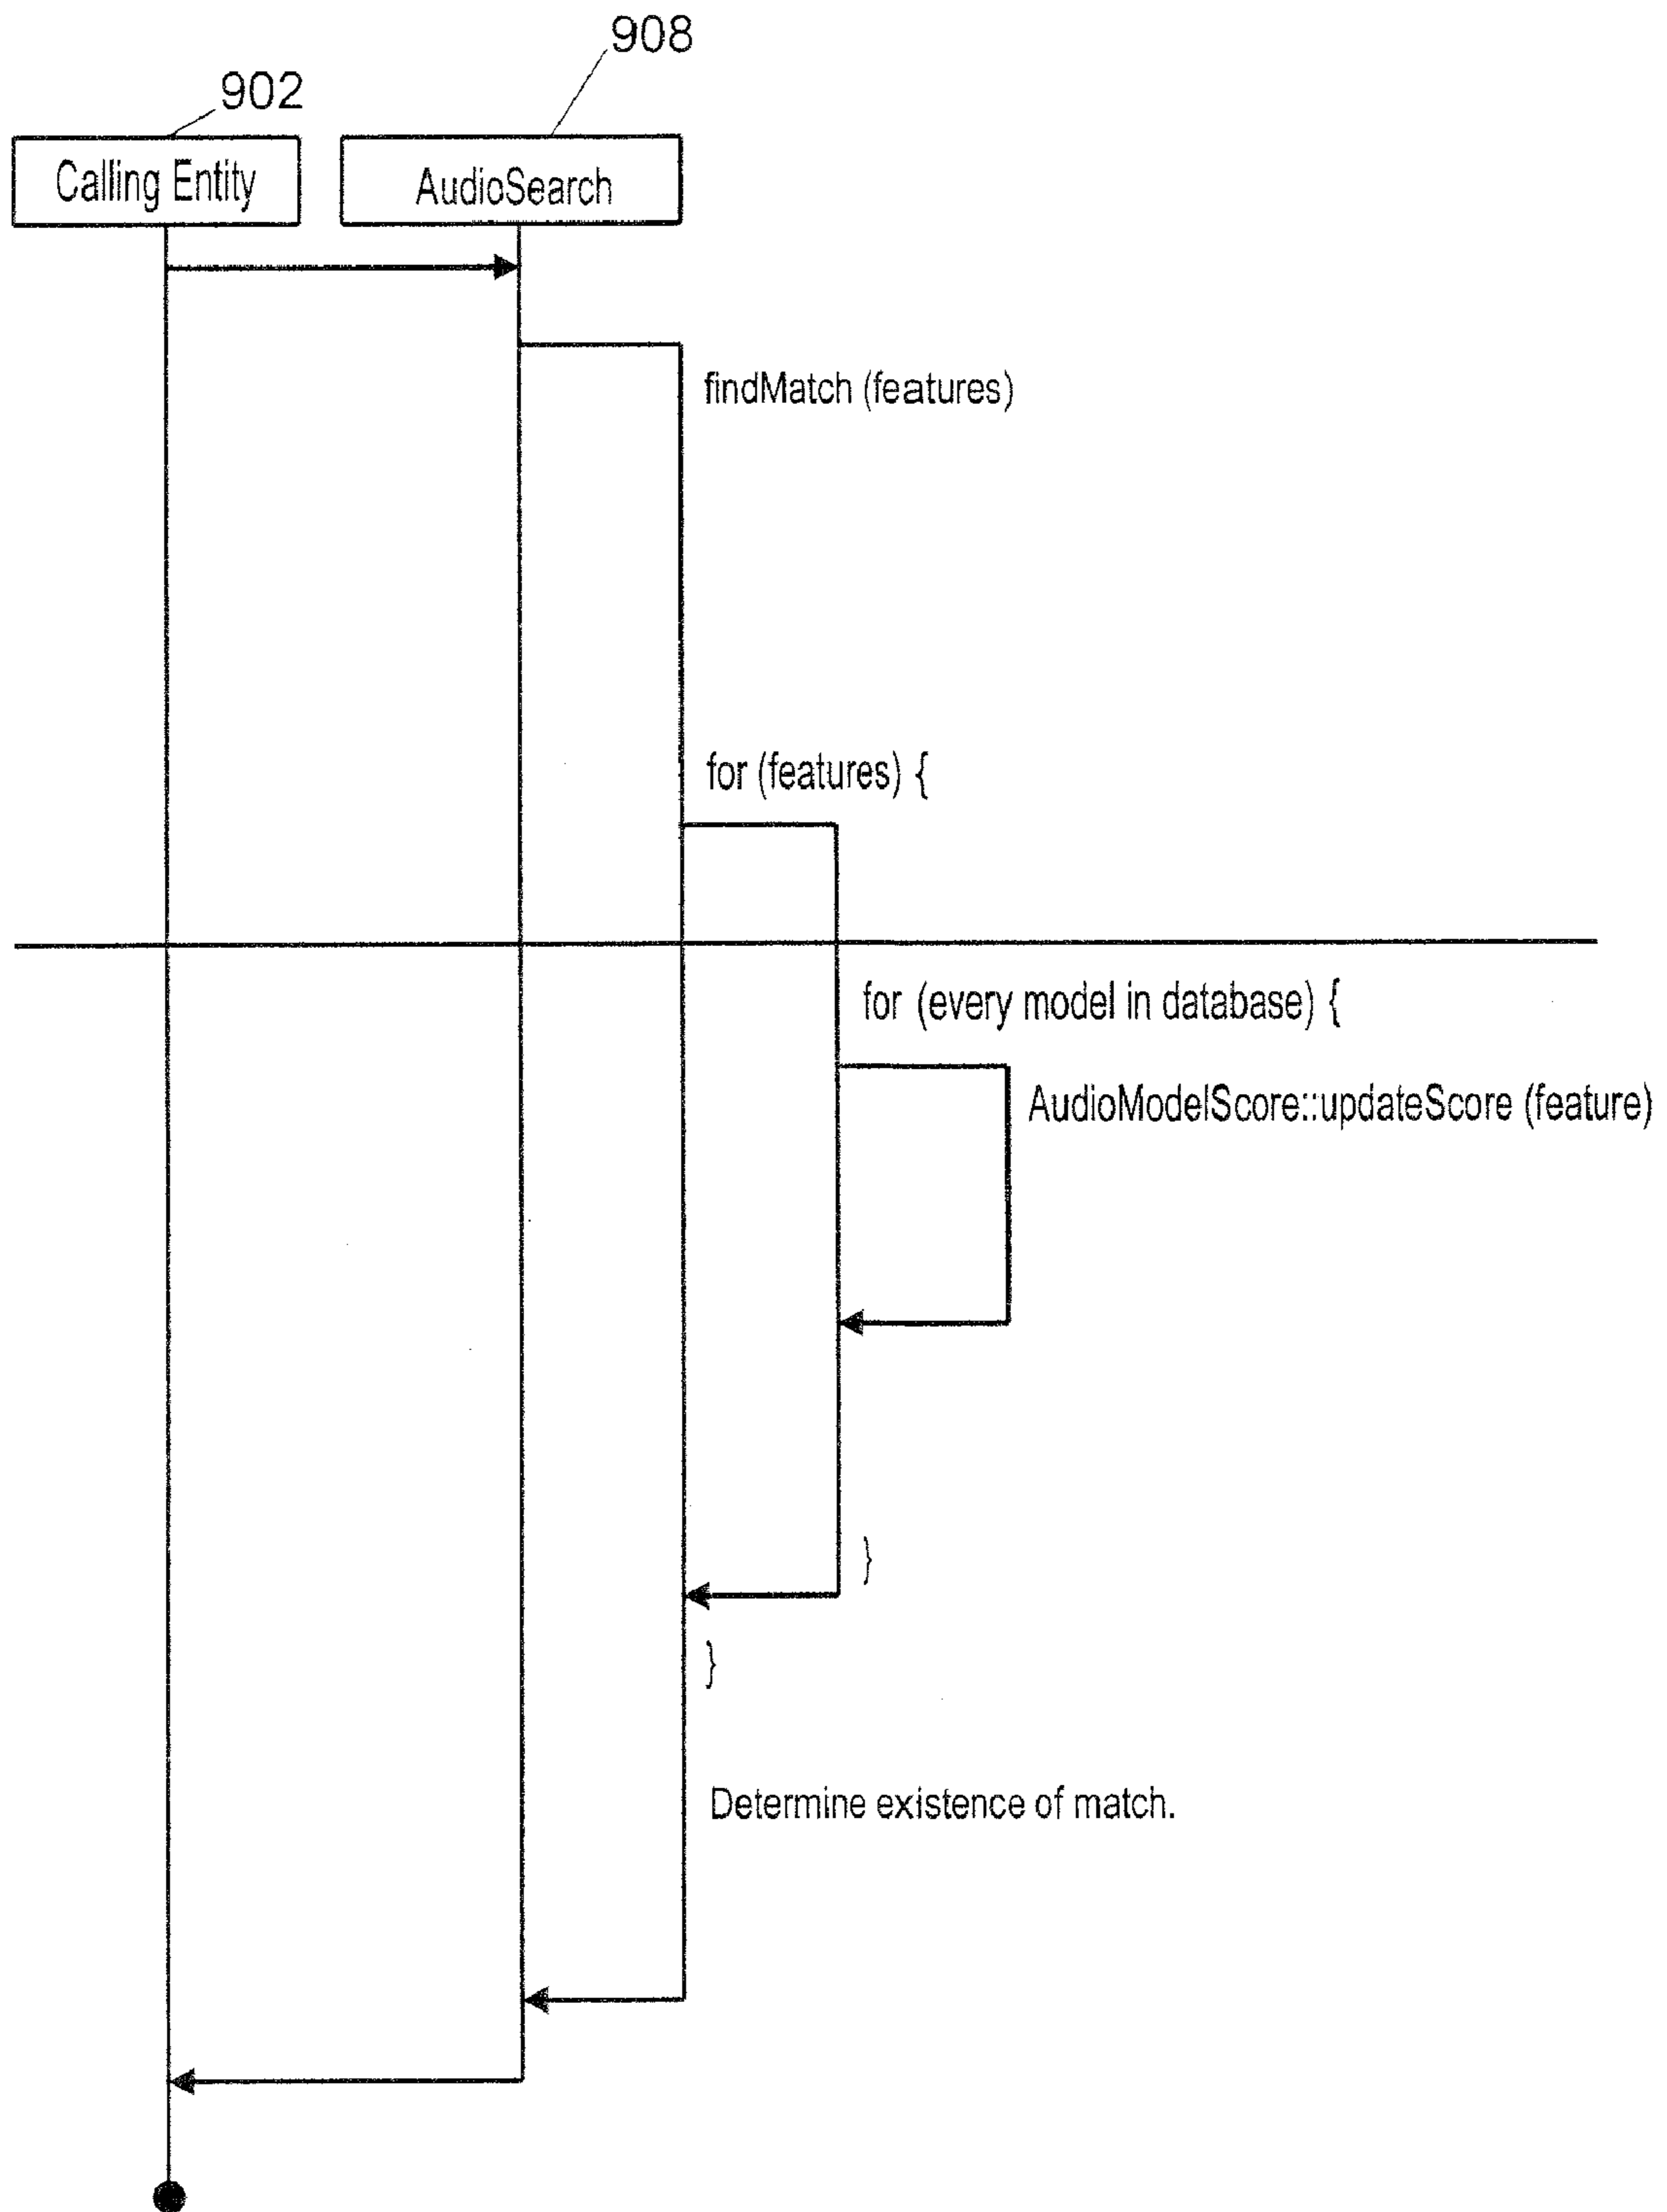 908
902
Calling Entity
AudioSearch
findMatch (features)
for (features) {
for (every model in database) {
AudioModelScore::updateScore (feature)
}
}
Determine existence of match.